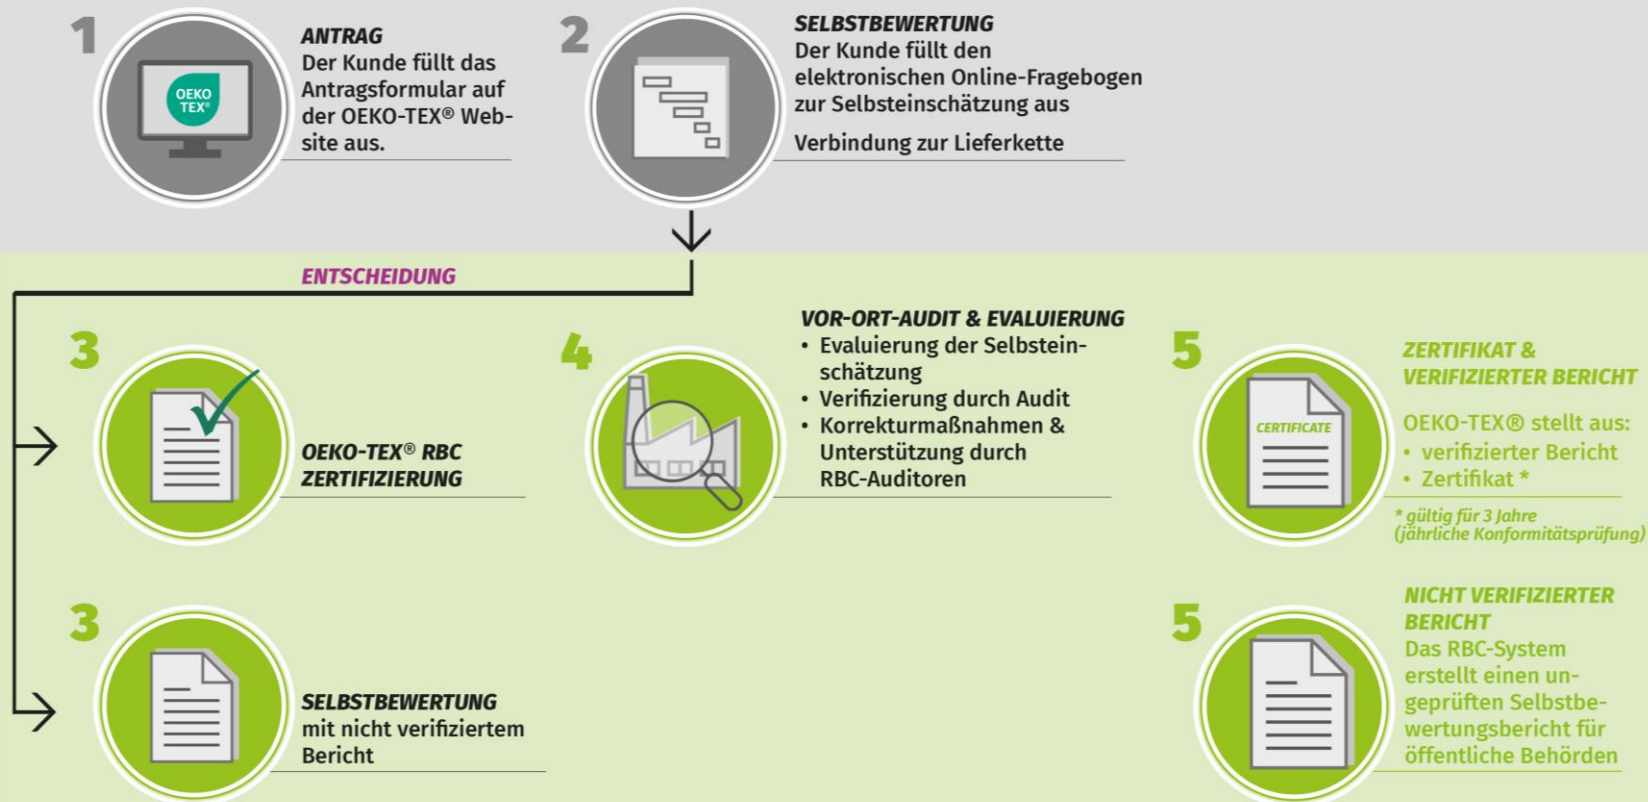 1
OEKO
TEX®
ANTRAG
Der Kunde füllt das
Antragsformular auf
der OEKO-TEX® Web-
site aus.
2
SELBSTBEWERTUNG
Der Kunde füllt den
elektronischen Online-Fragebogen
zur Selbsteinschätzung aus
Verbindung zur Lieferkette
ENTSCHEIDUNG
3
OEKO-TEX® RBC
ZERTIFIZIERUNG
4
VOR-ORT-AUDIT & EVALUIERUNG
• Evaluierung der Selbstein-
schätzung
• Verifizierung durch Audit
• Korrekturmaßnahmen &
Unterstützung durch
RBC-Auditoren
5
CERTIFICATE
ZERTIFIKAT &
VERIFIZIERTER BERICHT
OEKO-TEX® stellt aus:
• verifizierter Bericht
• Zertifikat *
* gültig für 3 Jahre
(jährliche Konformitätsprüfung)
3
SELBSTBEWERTUNG
mit nicht verifiziertem
Bericht
5
NICHT VERIFIZIERTER
BERICHT
Das RBC-System
erstellt einen un-
geprüften Selbstbe-
wertungsbericht für
öffentliche Behörden